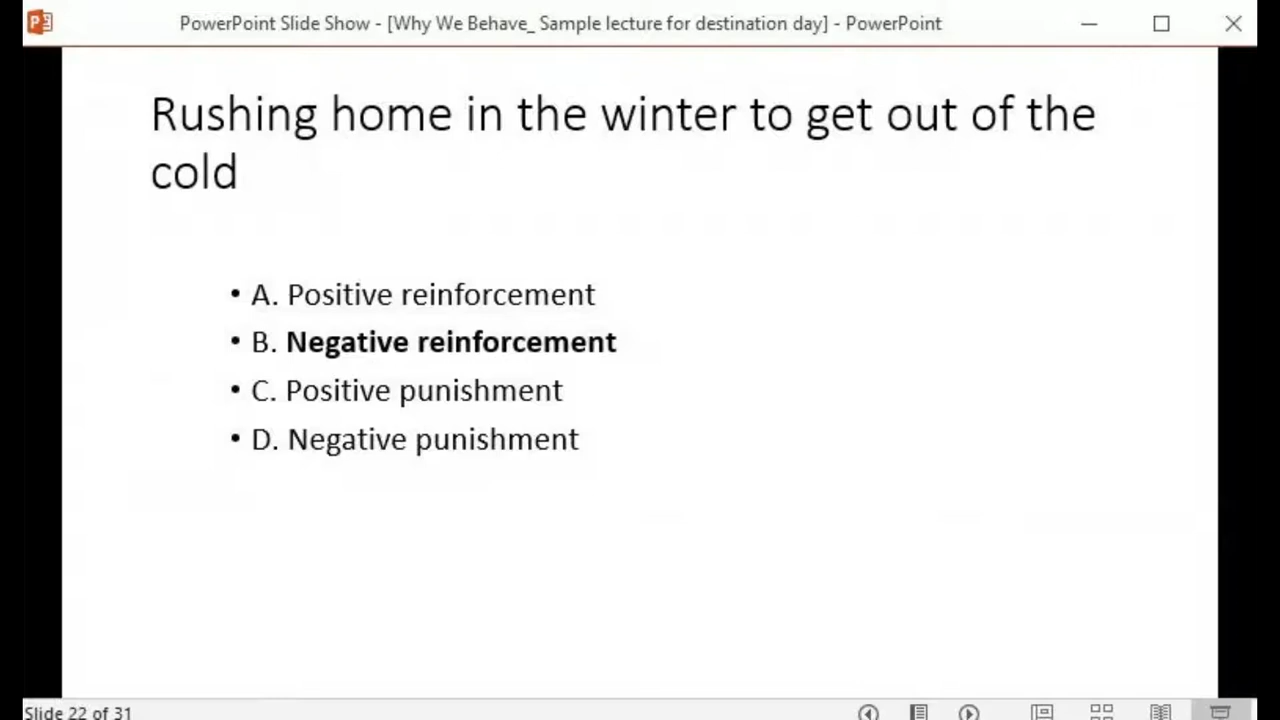 PowerPoint Slide Show - [Why We Behave_ Sample lecture for destination day] - PowerPoint
Rushing home in the winter to get out of the
cold
• A. Positive reinforcement
• B. Negative reinforcement
• C. Positive punishment
• D. Negative punishment
Slide 22 of 31